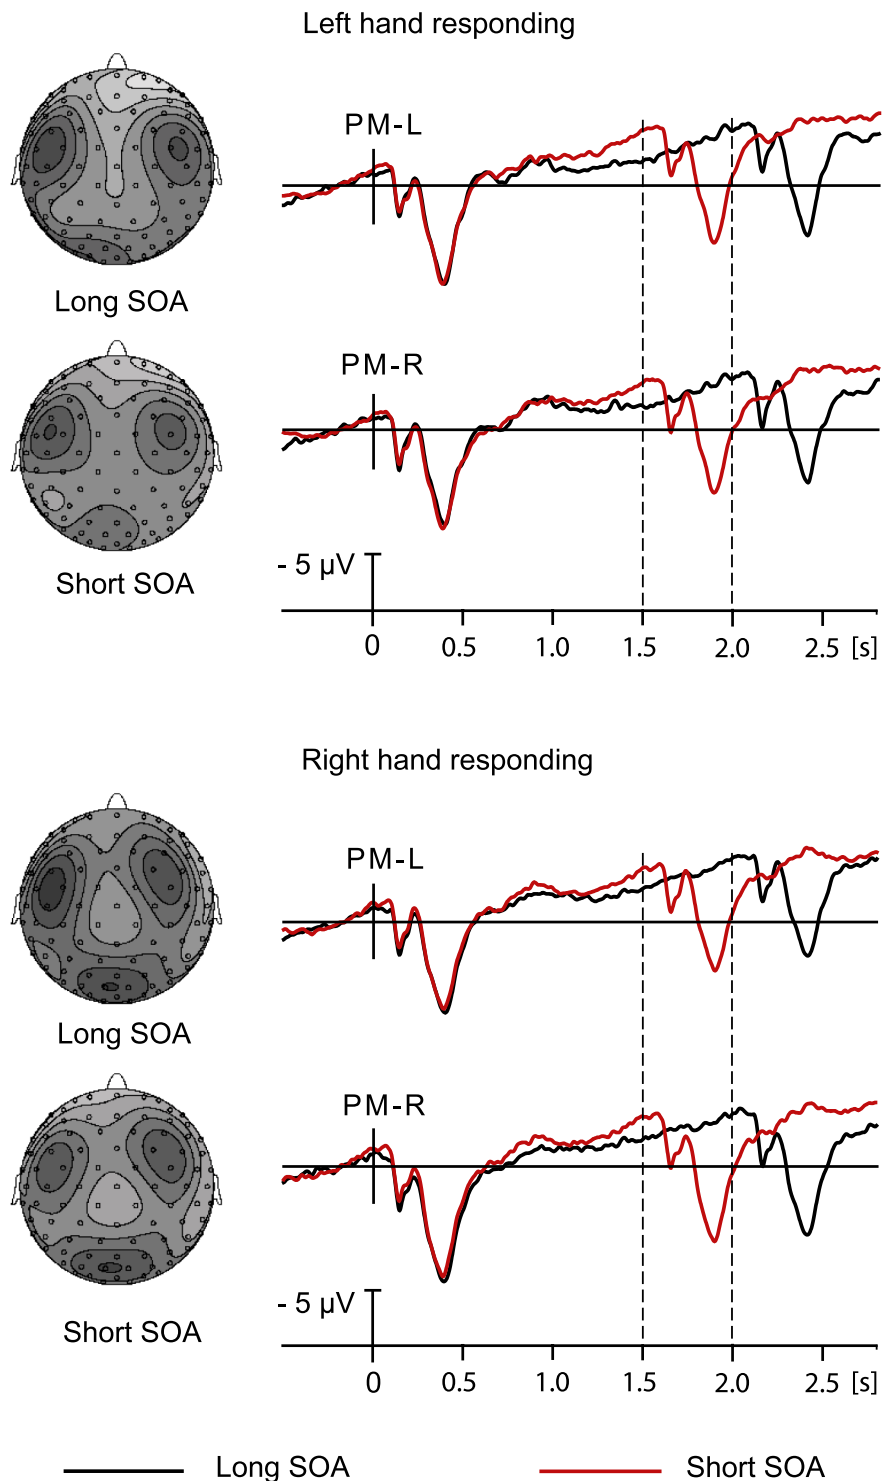 Left hand responding
PM-L
Long SOA
PM-R
Short SOA
- 5 µV
0 0.5 1.0 1.5 2.0 2.5 [s]
Right hand responding
PM-L
Long SOA
PM-R
Short SOA
- 5 µV
0 0.5 1.0 1.5 2.0 2.5 [s]
Long SOA Short SOA